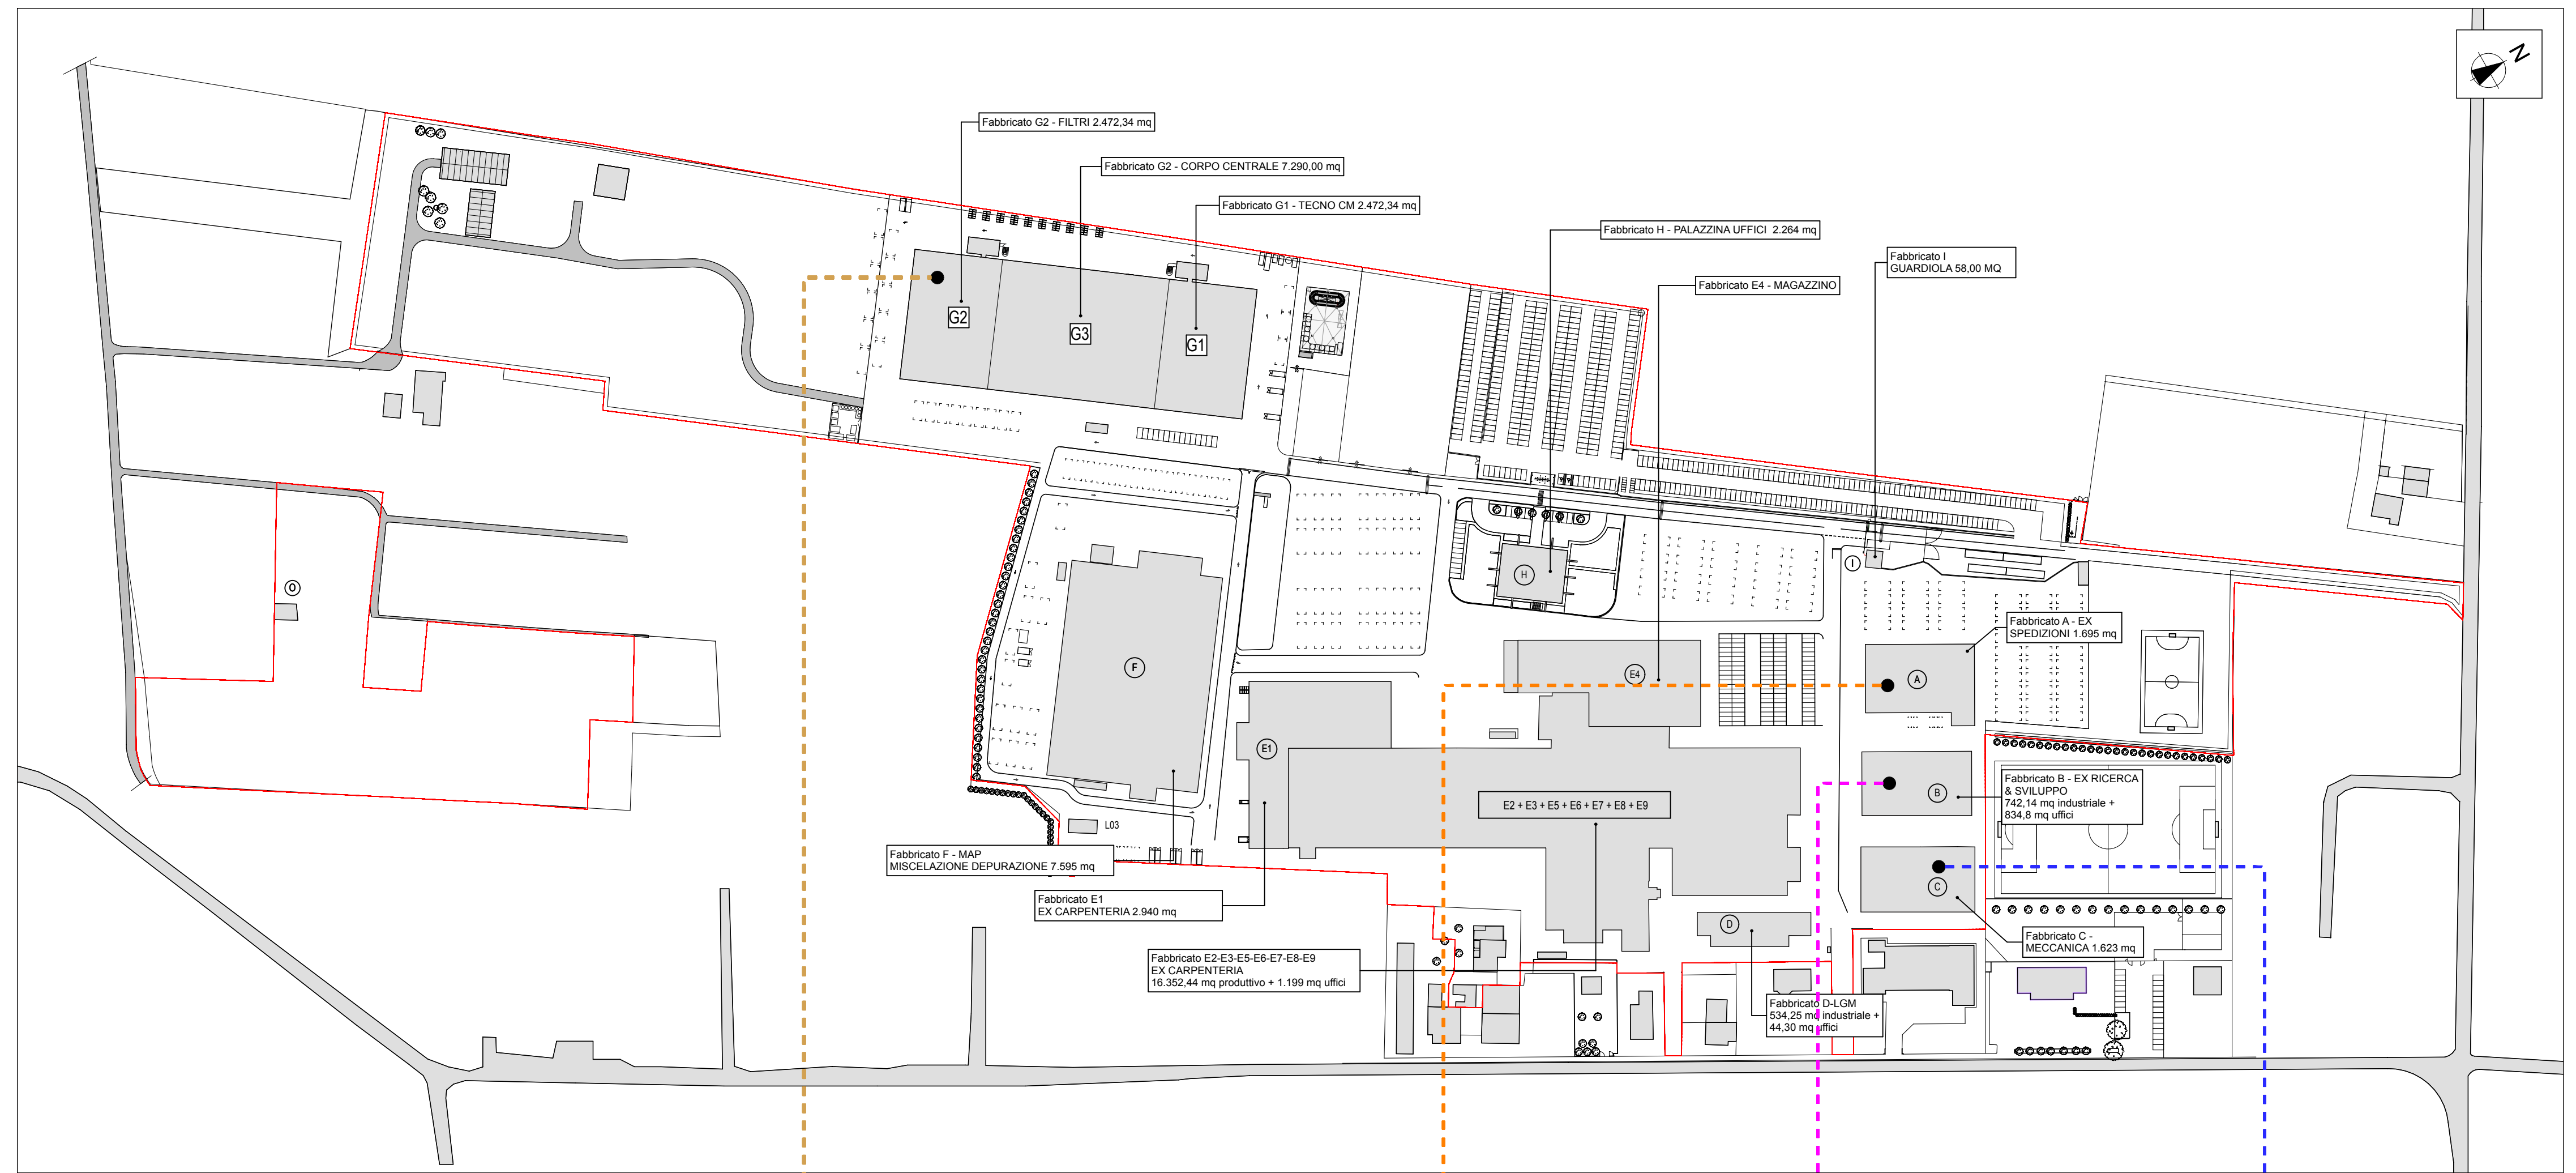 N
Fabbricato G2 - FILTRI 2.472,34 mq
Fabbricato G2 - CORPO CENTRALE 7.290,00 mq
Fabbricato G1 - TECNO CM 2.472,34 mq
Fabbricato H - PALAZZINA UFFICI 2.264 mq
Fabbricato I
GUARDIOLA 58,00 MQ
Fabbricato E4 - MAGAZZINO
G2
G3
G1
H
I
O
Fabbricato A - EX
SPEDIZIONI 1.695 mq
F
E4
A
E1
Fabbricato B - EX RICERCA
& SVILUPPO
742,14 mq industriale +
834,8 mq uffici
B
E2 + E3 + E5 + E6 + E7 + E8 + E9
L03
Fabbricato F - MAP
MISCELAZIONE DEPURAZIONE 7.595 mq
C
Fabbricato E1
EX CARPENTERIA 2.940 mq
D
Fabbricato C -
MECCANICA 1.623 mq
Fabbricato E2-E3-E5-E6-E7-E8-E9
EX CARPENTERIA
16.352,44 mq produttivo + 1.199 mq uffici
Fabbricato D-LGM
534,25 mq industriale +
44,30 mq uffici